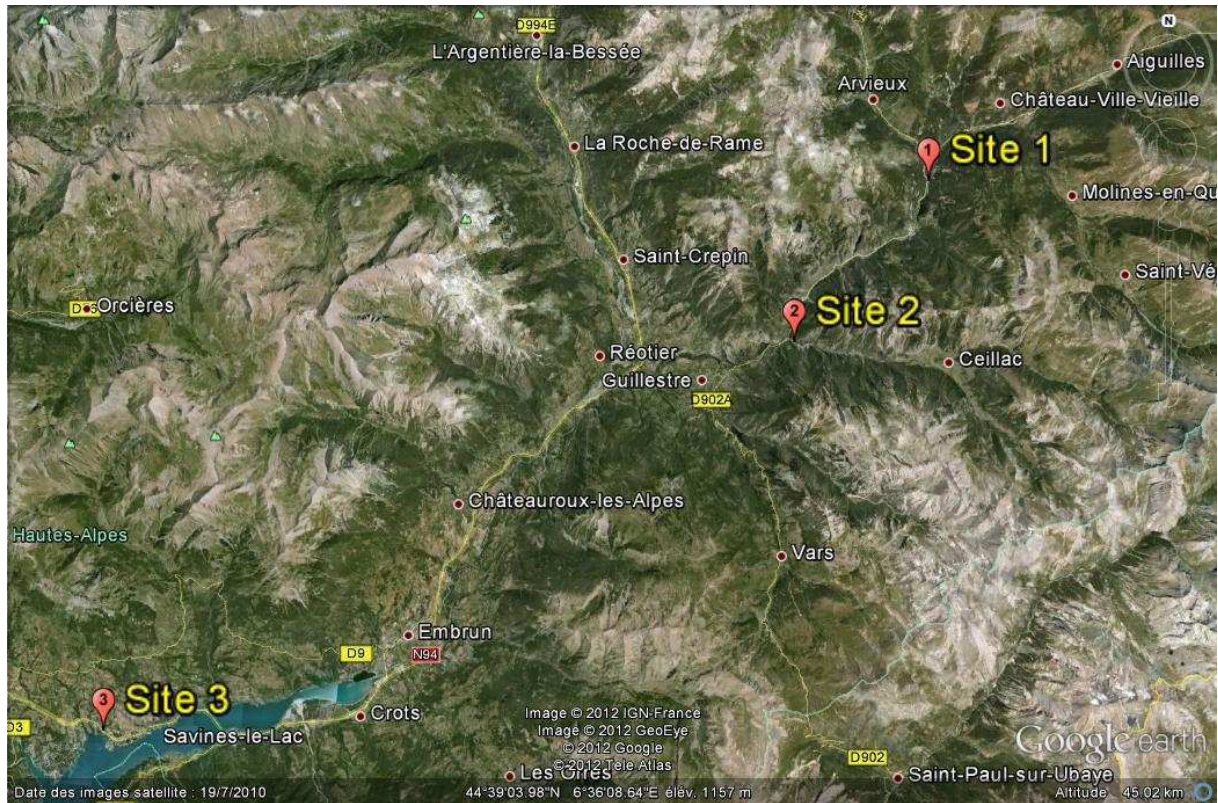 D994E
N
L'Argentière-la-Bessée
Aiguilles
Arvieux
Château-Ville-Vieille
La Roche-de-Rame
1
Site 1
Molines-en-Qu
Saint-Crepin
Saint-Vé
Orcières
2
Site 2
Réotier
Ceillac
Guillestre
D902A
Châteauroux-les-Alpes
Hautes-Alpes
Vars
Embrun
D9
N94
3
Site 3
D3
Crots
Savines-le-Lac
Image © 2012 IGN-France
Image © 2012 GeoEye
© 2012 Google
© 2012 Tele Atlas
Google earth
D902
Les Orres
Saint-Paul-sur-Ubaye
Date des images satellite : 19/7/2010
44°39'03.98"N 6°36'08.64"E élév. 1157 m
Altitude 45.02 km